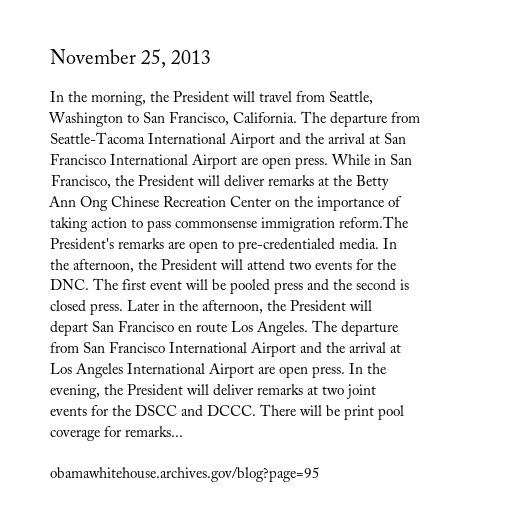 November 25, 2013
In the morning, the President will travel from Seattle,
Washington to San Francisco, California. The departure from
Seattle-Tacoma International Airport and the arrival at San
Francisco International Airport are open press. While in San
Francisco, the President will deliver remarks at the Betty
Ann Ong Chinese Recreation Center on the importance of
taking action to pass commonsense immigration reform.The
President's remarks are open to pre-credentialed media. In
the afternoon, the President will attend two events for the
DNC. The first event will be pooled press and the second is
closed press. Later in the afternoon, the President will
depart San Francisco en route Los Angeles. The departure
from San Francisco International Airport and the arrival at
Los Angeles International Airport are open press. In the
evening, the President will deliver remarks at two joint
events for the DSCC and DCCC. There will be print pool
coverage for remarks...
obamawhitehouse.archives.gov/blog?page=95